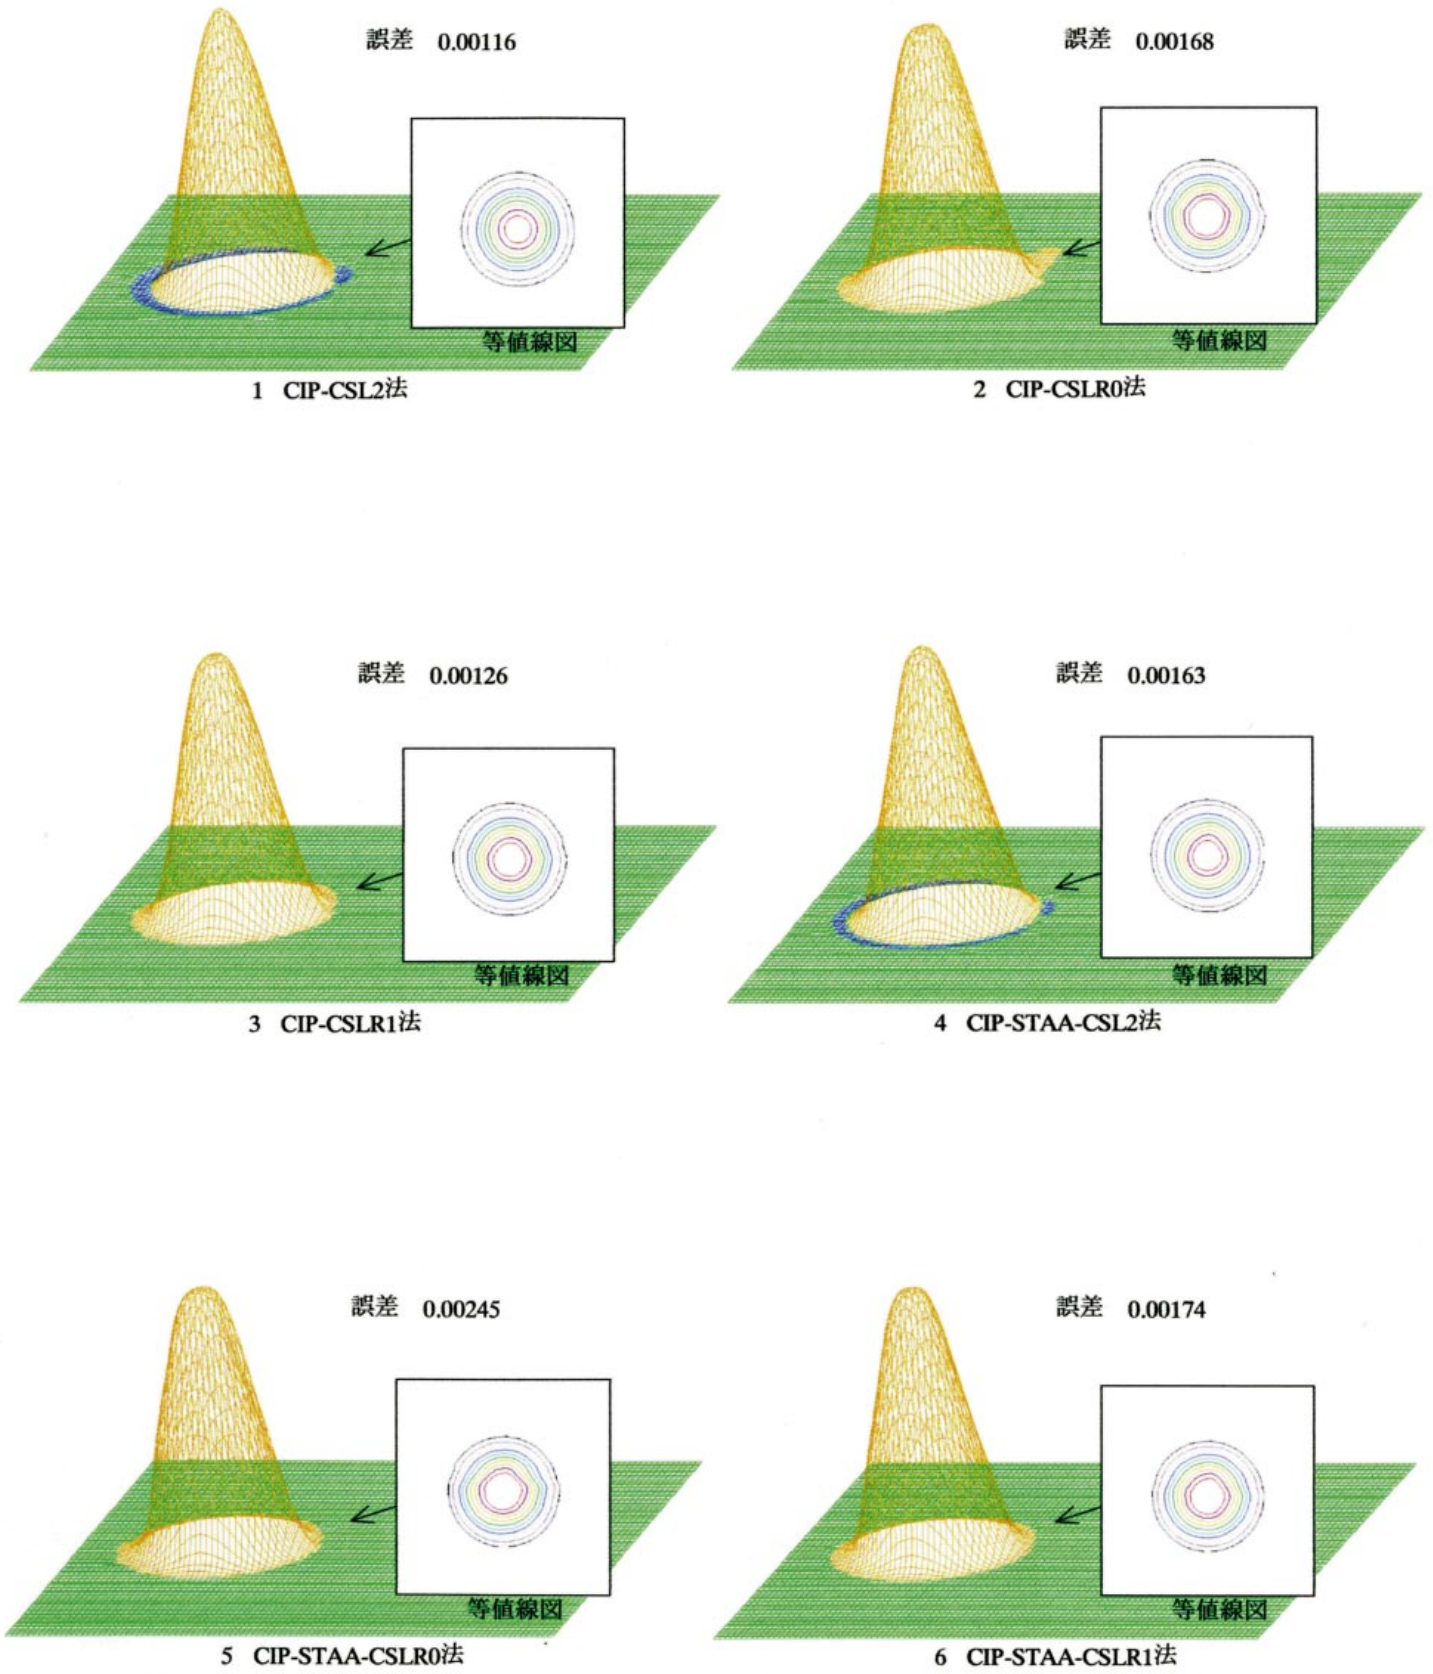 誤差 0.00116
等値線図
1 CIP-CSL2法
誤差 0.00168
等値線図
2 CIP-CSLR0法
誤差 0.00126
等値線図
3 CIP-CSLR1法
誤差 0.00163
等値線図
4 CIP-STAA-CSL2法
誤差 0.00245
等値線図
5 CIP-STAA-CSLR0法
誤差 0.00174
等値線図
6 CIP-STAA-CSLR1法